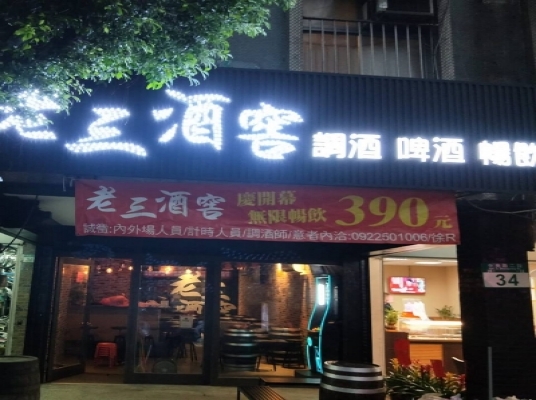 老三酒窖 調酒 啤酒 暢飲
老三酒窖 慶開幕 無限暢飲 390元
誠徵:內外場人員/計時人員/調酒師/意者內洽:0922501006/徐R
老三
34